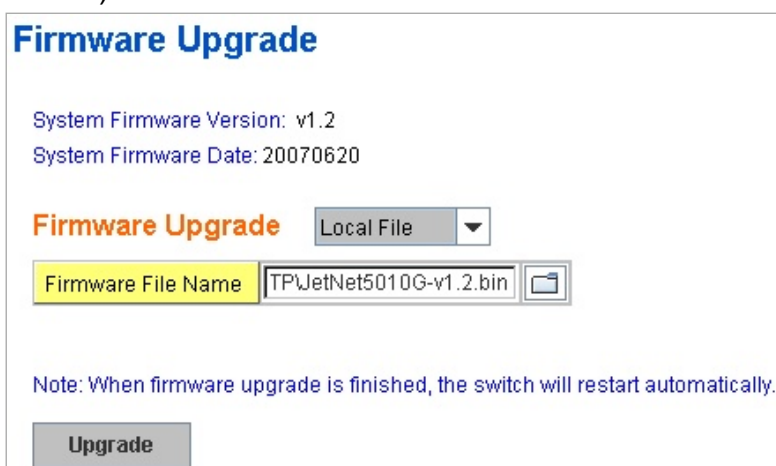 Firmware Upgrade
System Firmware Version: v1.2
System Firmware Date: 20070620
Firmware Upgrade Local File
Firmware File Name TP\JetNet5010G-v1.2.bin
Note: When firmware upgrade is finished, the switch will restart automatically.
Upgrade